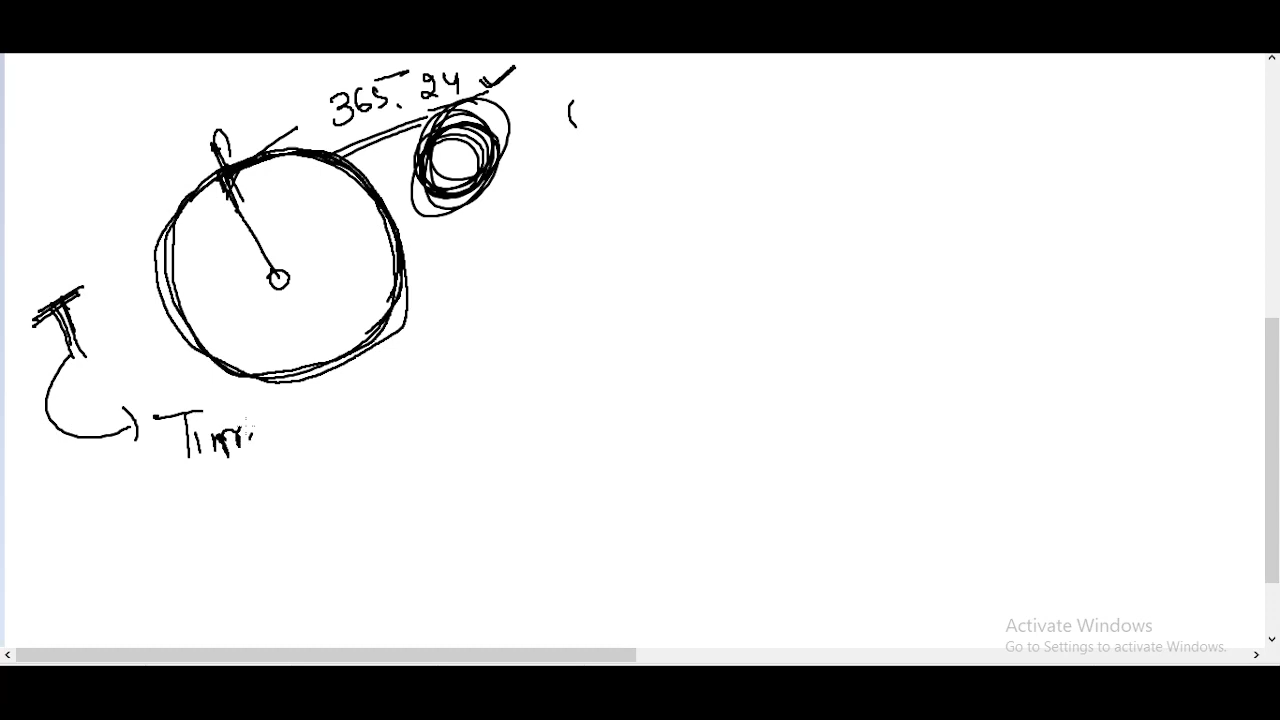 365. 24 ✓
(
T
Tim
Activate Windows
Go to Settings to activate Windows.